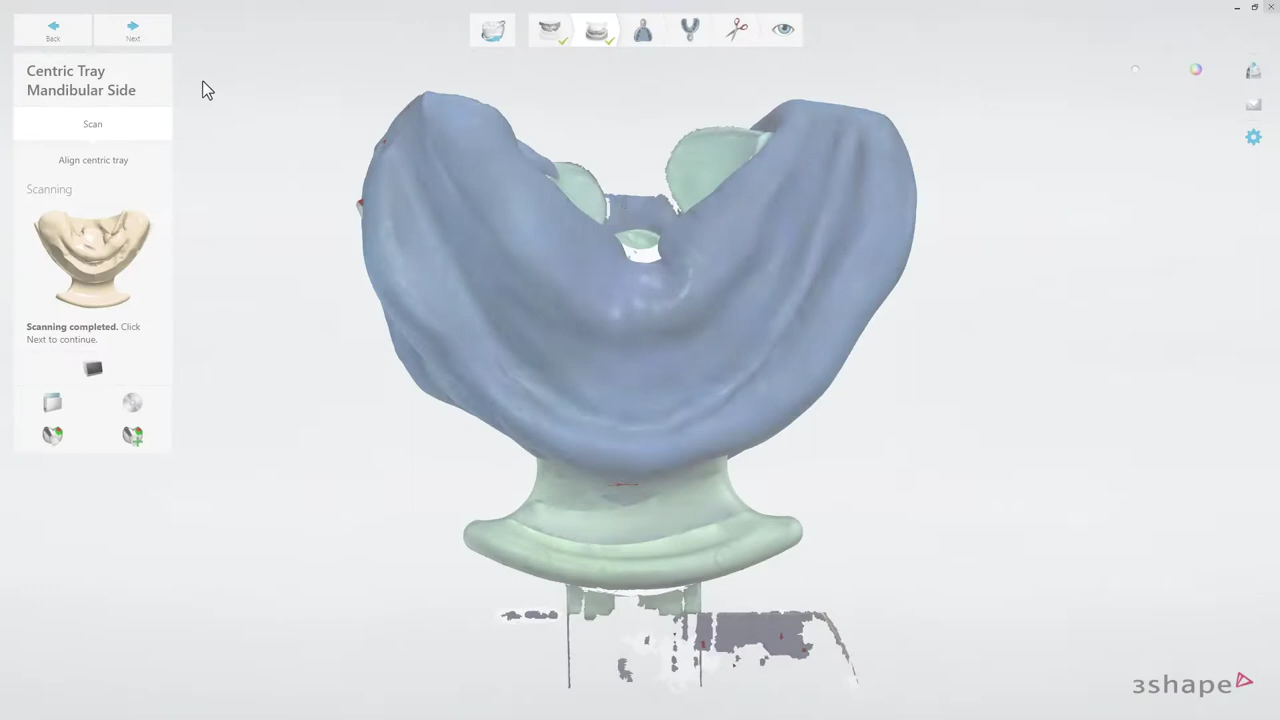 Back
Next
Centric Tray
Mandibular Side
Scan
Align centric tray
Scanning
Scanning completed. Click
Next to continue.
3shape